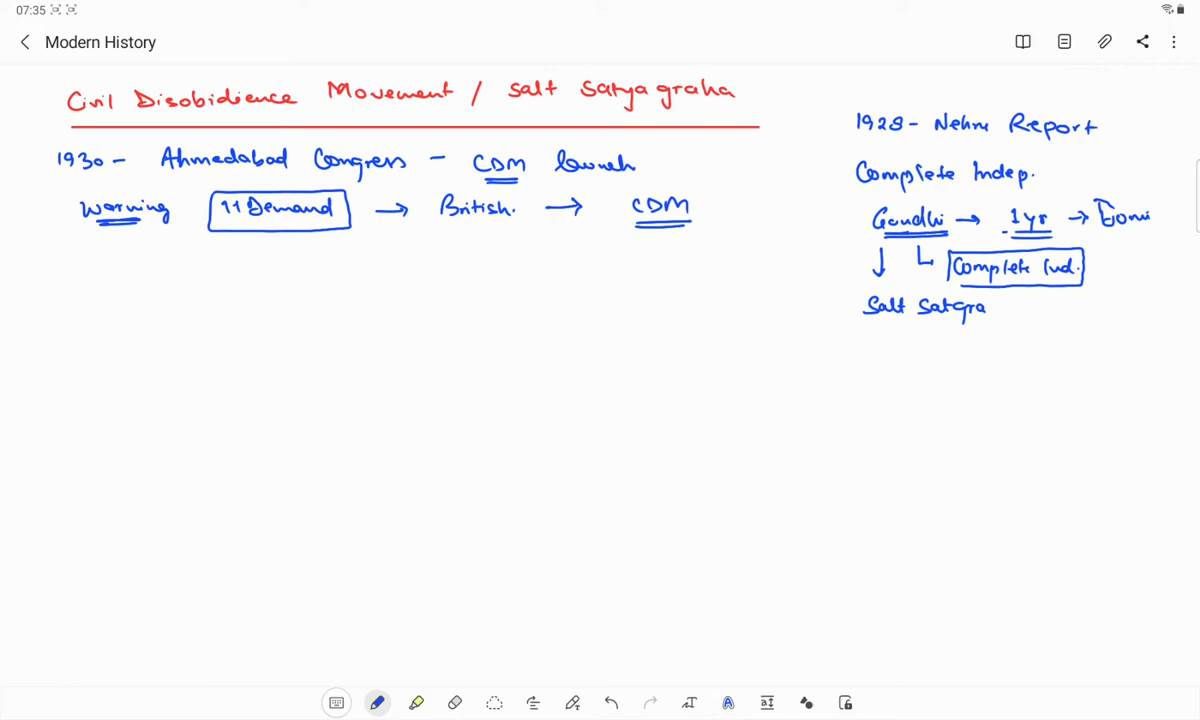 07:35
Modern History
Civil Disobidience Movement / Salt Satyagraha
1930 - Ahmedabad Congress - CDM launch
Warning 11 Demand → British. → CDM
1928 - Nehru Report
Complete Indep.
Gandhi → 1yr → Domi
↓ ↳ Complete Ind.
Salt Satgra